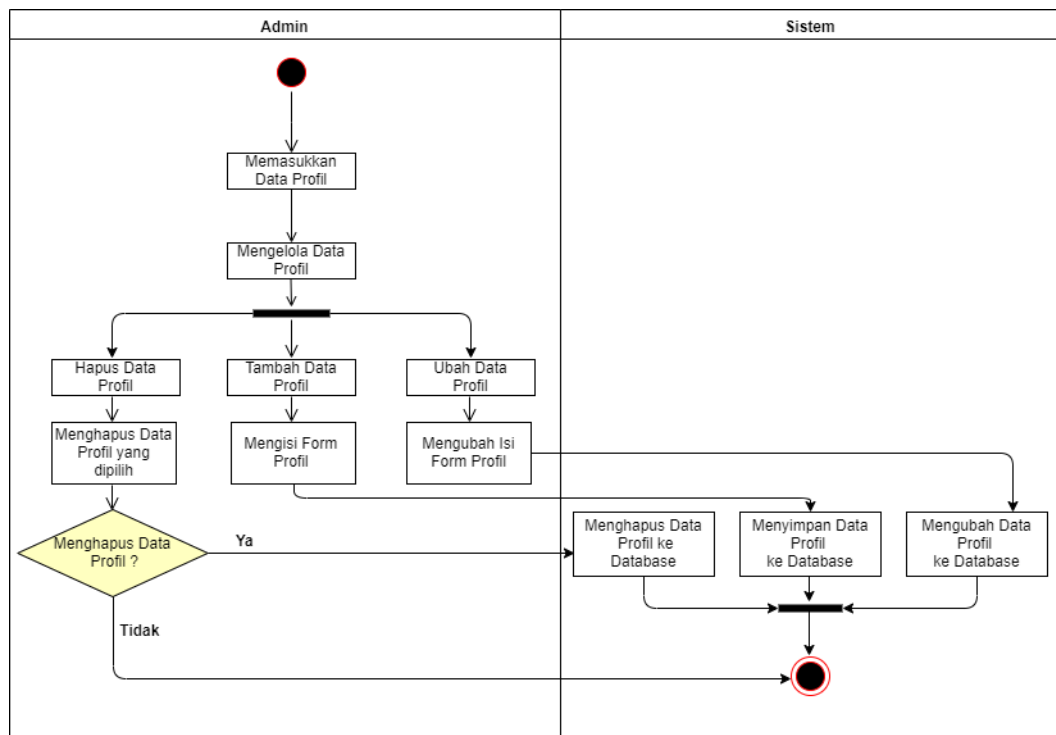 Admin
Sistem
Memasukkan
Data Profil
Mengelola Data
Profil
Hapus Data
Profil
Tambah Data
Profil
Ubah Data
Profil
Menghapus Data
Profil yang
dipilih
Mengisi Form
Profil
Mengubah Isi
Form Profil
Menghapus Data
Profil ?
Ya
Tidak
Menghapus Data
Profil ke
Database
Menyimpan Data
Profil
ke Database
Mengubah Data
Profil
ke Database